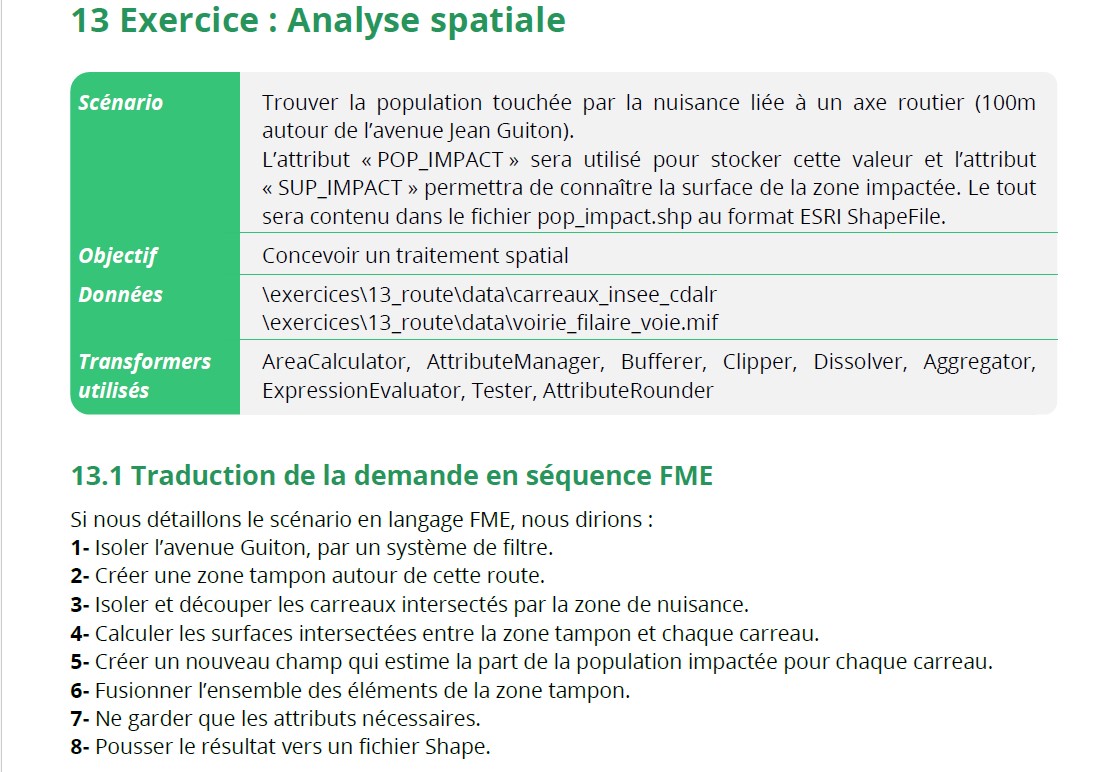 13 Exercice : Analyse spatiale
Scénario
Trouver la population touchée par la nuisance liée à un axe routier (100m
autour de l’avenue Jean Guiton).
L’attribut « POP_IMPACT » sera utilisé pour stocker cette valeur et l’attribut
« SUP_IMPACT » permettra de connaître la surface de la zone impactée. Le tout
sera contenu dans le fichier pop_impact.shp au format ESRI ShapeFile.
Objectif
Concevoir un traitement spatial
Données
\exercices\13_route\data\carreaux_insee_cdalr
\exercices\13_route\data\voirie_filaire_voie.mif
Transformers
utilisés
AreaCalculator, AttributeManager, Bufferer, Clipper, Dissolver, Aggregator,
ExpressionEvaluator, Tester, AttributeRounder
13.1 Traduction de la demande en séquence FME
Si nous détaillons le scénario en langage FME, nous dirions :
1- Isoler l’avenue Guiton, par un système de filtre.
2- Créer une zone tampon autour de cette route.
3- Isoler et découper les carreaux intersectés par la zone de nuisance.
4- Calculer les surfaces intersectées entre la zone tampon et chaque carreau.
5- Créer un nouveau champ qui estime la part de la population impactée pour chaque carreau.
6- Fusionner l’ensemble des éléments de la zone tampon.
7- Ne garder que les attributs nécessaires.
8- Pousser le résultat vers un fichier Shape.